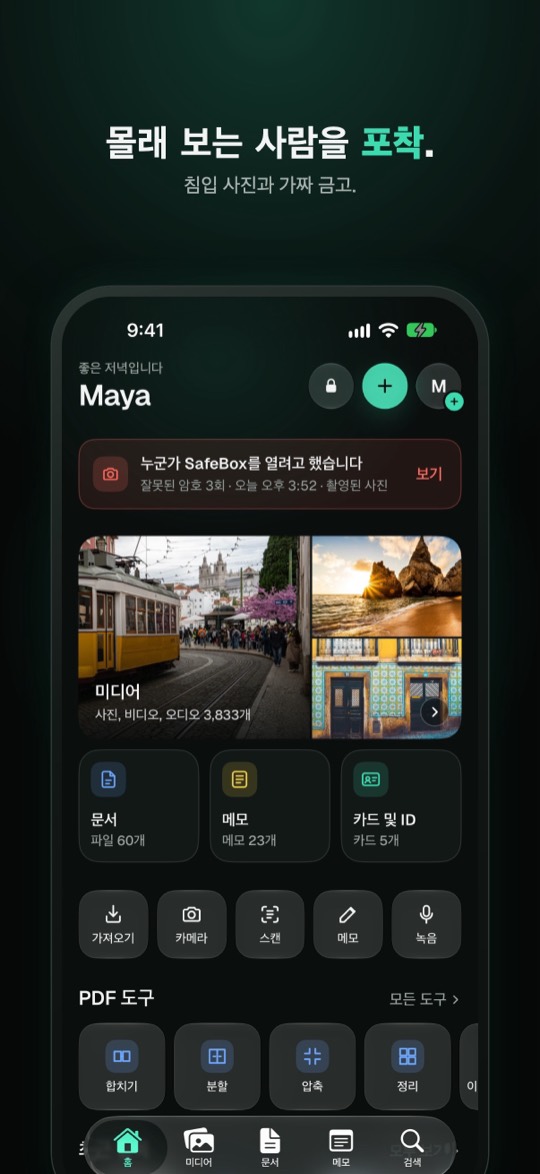 몰래 보는 사람을 포착.
침입 사진과 가짜 금고.
9:41
좋은 저녁입니다
Maya
M
누군가 SafeBox를 열려고 했습니다
잘못된 암호 3회 · 오늘 오후 3:52 · 촬영된 사진
보기
미디어
사진, 비디오, 오디오 3,833개
문서
파일 60개
메모
메모 23개
카드 및 ID
카드 5개
가져오기
카메라
스캔
메모
녹음
PDF 도구
모든 도구
합치기
분할
압축
정리
홈
미디어
문서
메모
검색